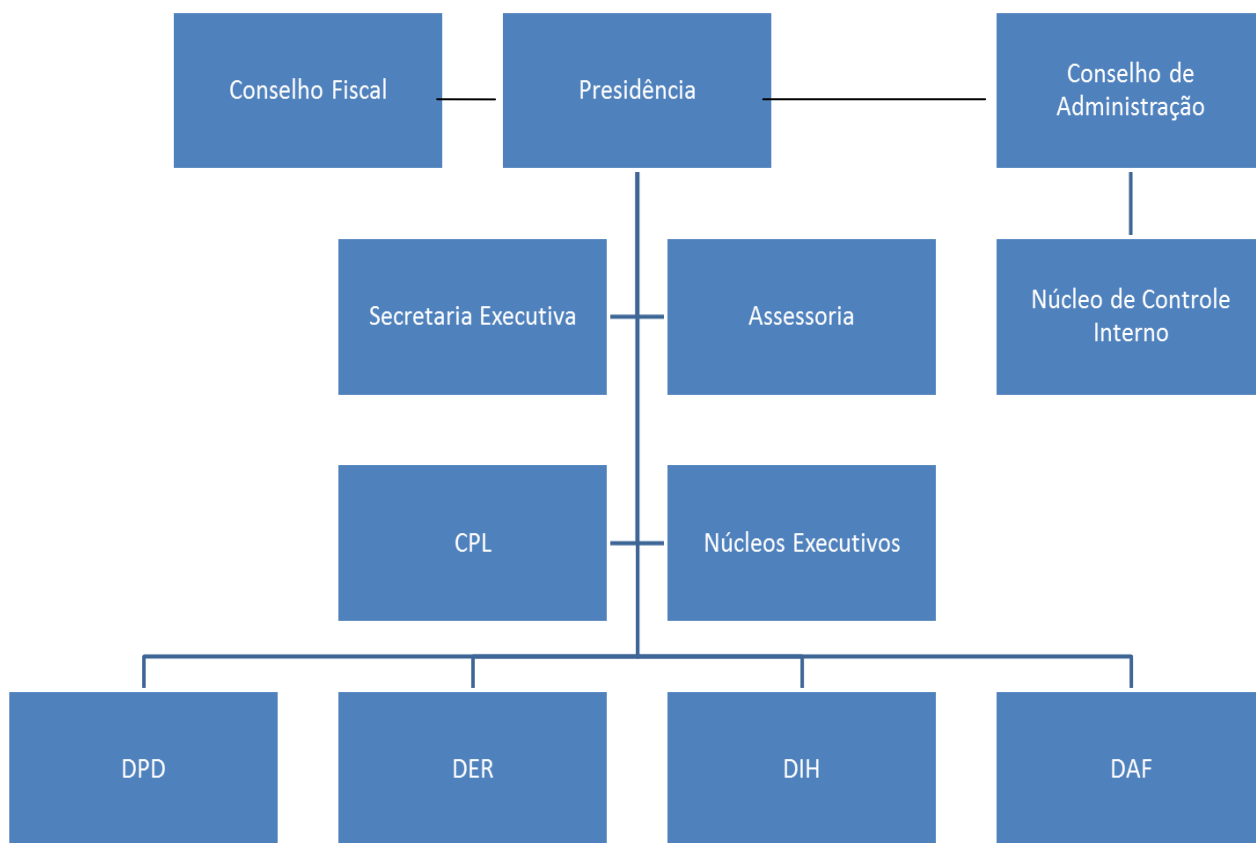 Conselho Fiscal
Presidência
Conselho de
Administração
Secretaria Executiva
Assessoria
Núcleo de Controle
Interno
CPL
Núcleos Executivos
DPD
DER
DIH
DAF